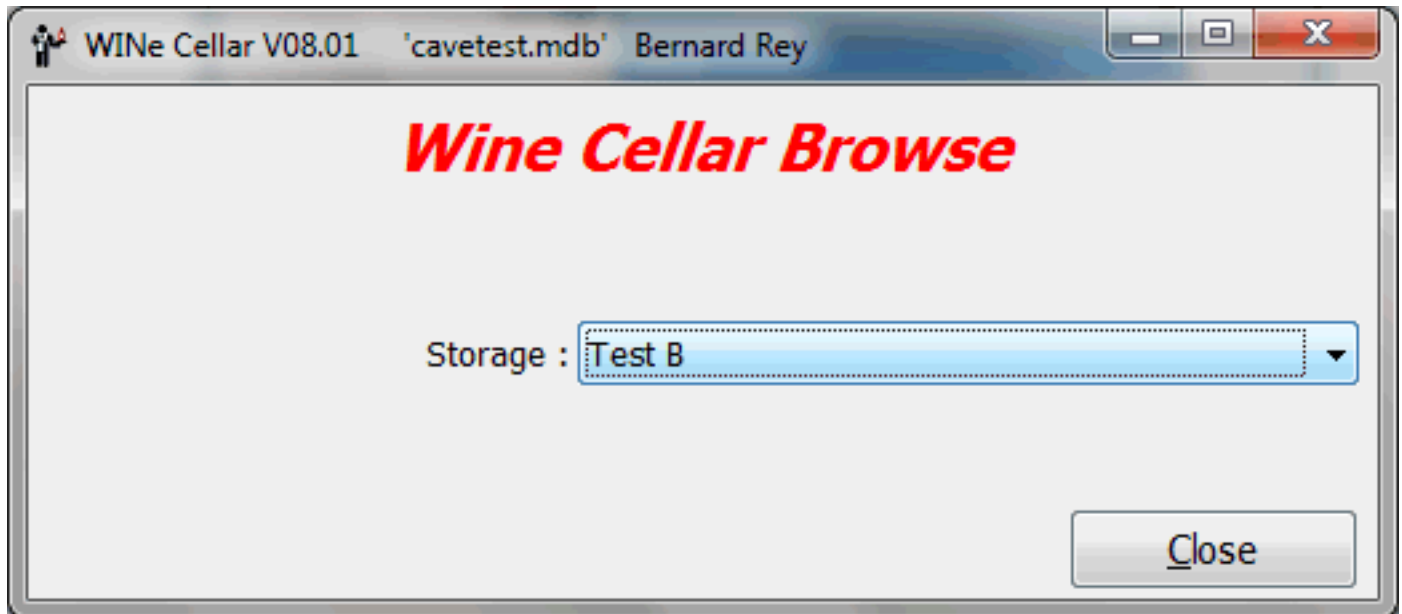 WINe Cellar V08.01 'cavetest.mdb' Bernard Rey
Wine Cellar Browse
Storage : Test B
Close